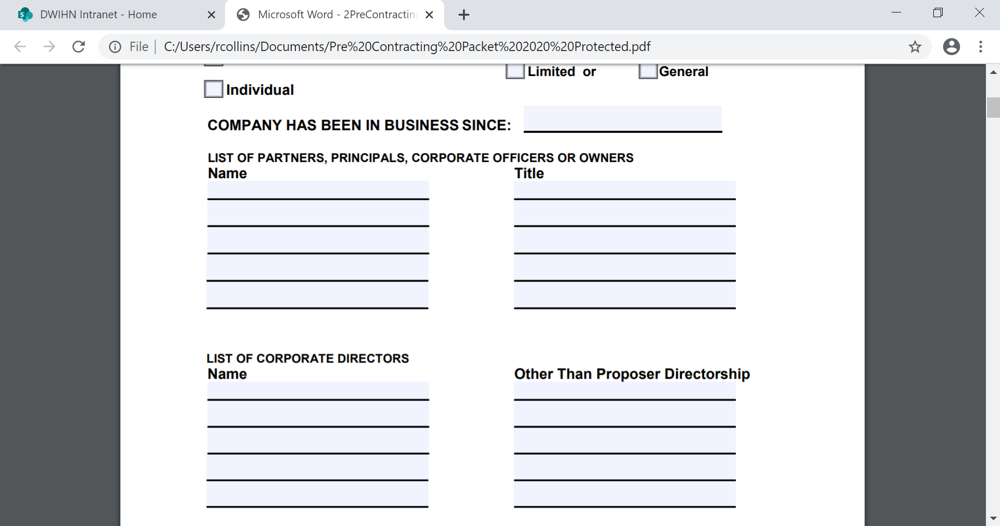 DWIHN Intranet - Home
Microsoft Word - 2PreContracting
File
C:/Users/rcollins/Documents/Pre%20Contracting%20Packet%202020%20Protected.pdf
Limited or General
Individual
COMPANY HAS BEEN IN BUSINESS SINCE:
LIST OF PARTNERS, PRINCIPALS, CORPORATE OFFICERS OR OWNERS
Name Title
LIST OF CORPORATE DIRECTORS
Name Other Than Proposer Directorship